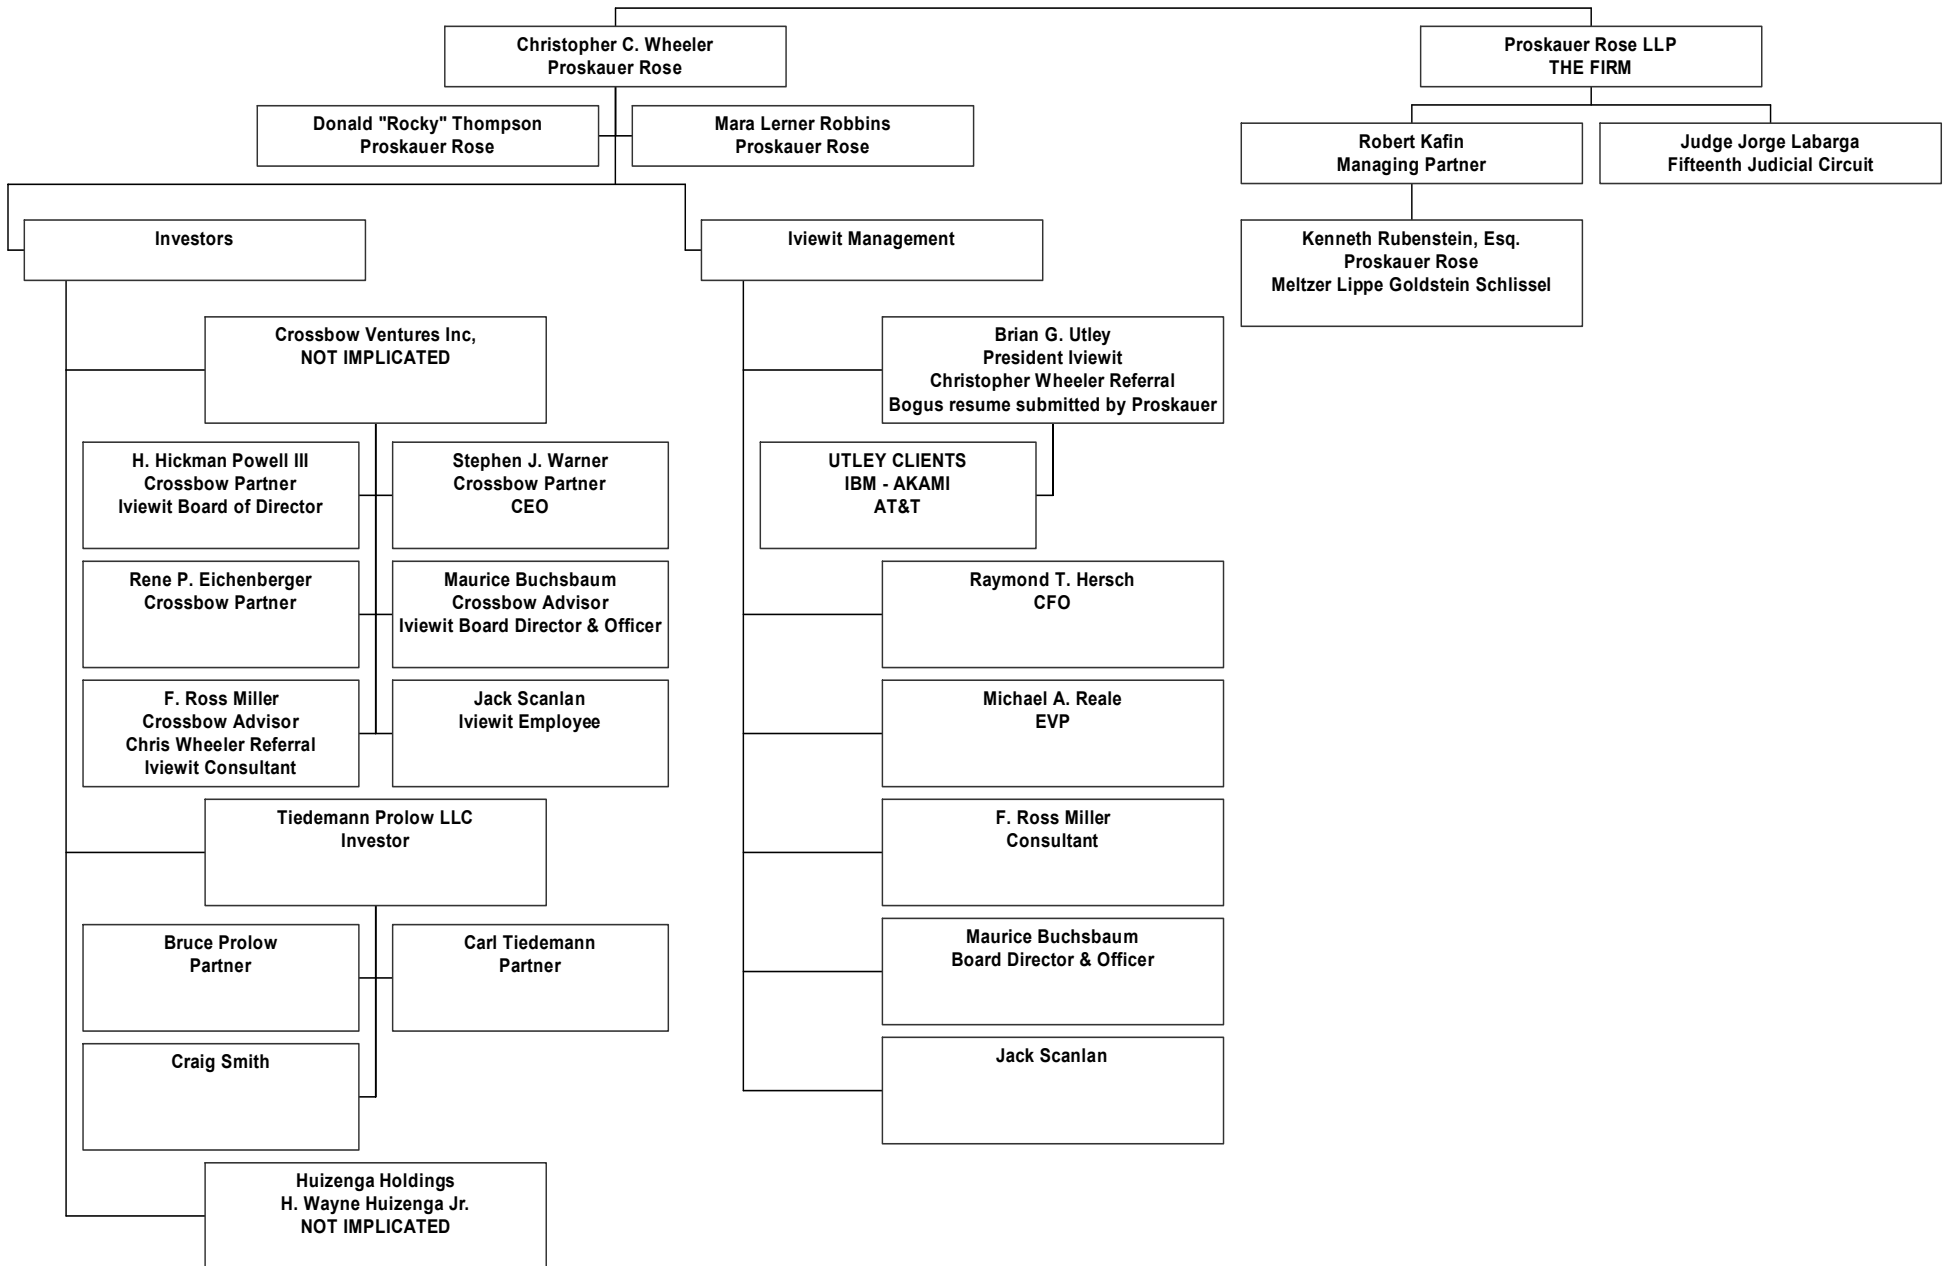 Christopher C. Wheeler
Proskauer Rose
Proskauer Rose LLP
THE FIRM
Donald "Rocky" Thompson
Proskauer Rose
Mara Lerner Robbins
Proskauer Rose
Robert Kafin
Managing Partner
Judge Jorge Labarga
Fifteenth Judicial Circuit
Investors
Iviewit Management
Kenneth Rubenstein, Esq.
Proskauer Rose
Meltzer Lippe Goldstein Schlissel
Crossbow Ventures Inc,
NOT IMPLICATED
Brian G. Utley
President Iviewit
Christopher Wheeler Referral
Bogus resume submitted by Proskauer
H. Hickman Powell III
Crossbow Partner
Iviewit Board of Director
Stephen J. Warner
Crossbow Partner
CEO
UTLEY CLIENTS
IBM - AKAMI
AT&T
Rene P. Eichenberger
Crossbow Partner
Maurice Buchsbaum
Crossbow Advisor
Iviewit Board Director & Officer
Raymond T. Hersch
CFO
F. Ross Miller
Crossbow Advisor
Chris Wheeler Referral
Iviewit Consultant
Jack Scanlan
Iviewit Employee
Michael A. Reale
EVP
Tiedemann Prolow LLC
Investor
F. Ross Miller
Consultant
Bruce Prolow
Partner
Carl Tiedemann
Partner
Maurice Buchsbaum
Board Director & Officer
Craig Smith
Jack Scanlan
Huizenga Holdings
H. Wayne Huizenga Jr.
NOT IMPLICATED